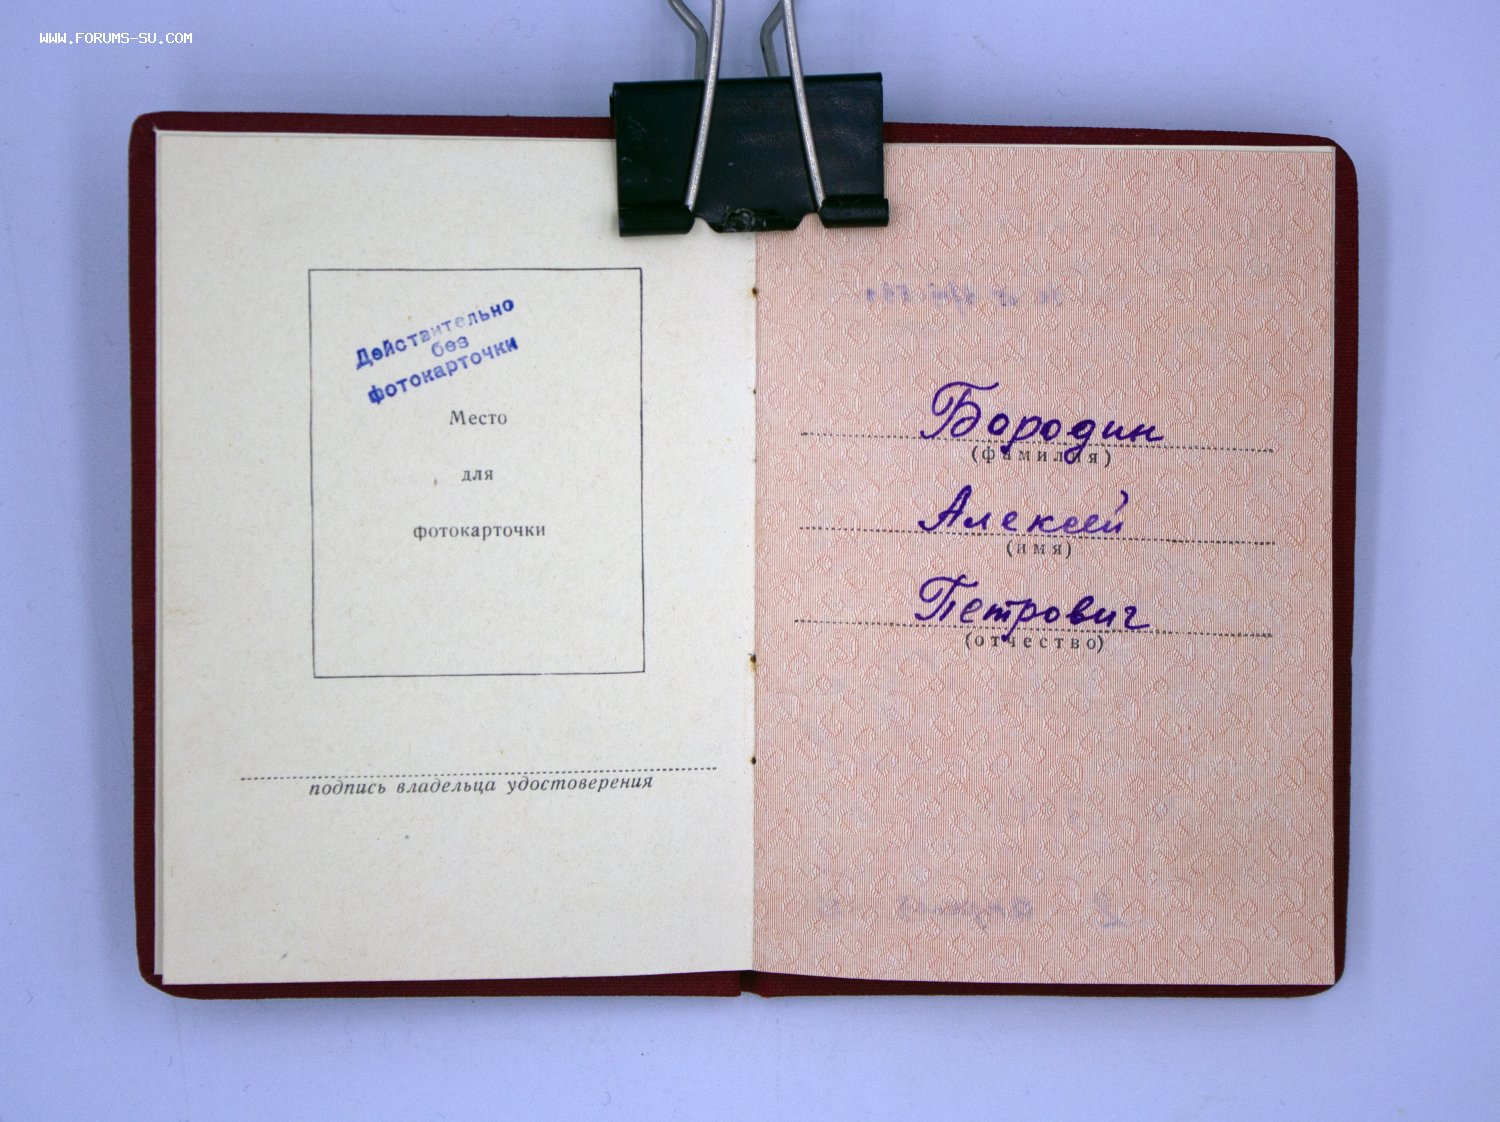 WWW.FORUMS-SU.COM
Действительно
без
фотокарточки
Место
для
фотокарточки
подпись владельца удостоверения
Бородин
(фамилия)
Алексей
(имя)
Петрович
(отчество)